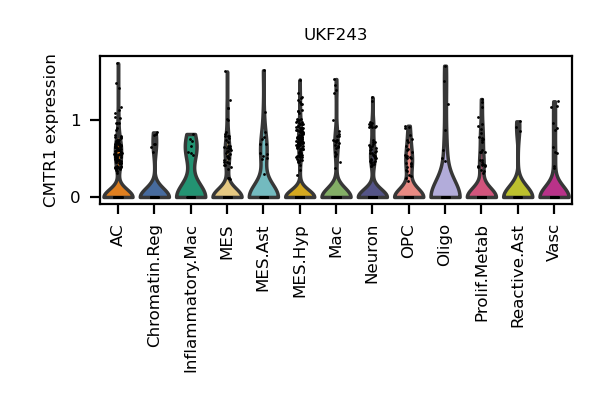 UKF243
CMTR1 expression
1
0
AC
Chromatin.Reg
Inflammatory.Mac
MES
MES.Ast
MES.Hyp
Mac
Neuron
OPC
Oligo
Prolif.Metab
Reactive.Ast
Vasc